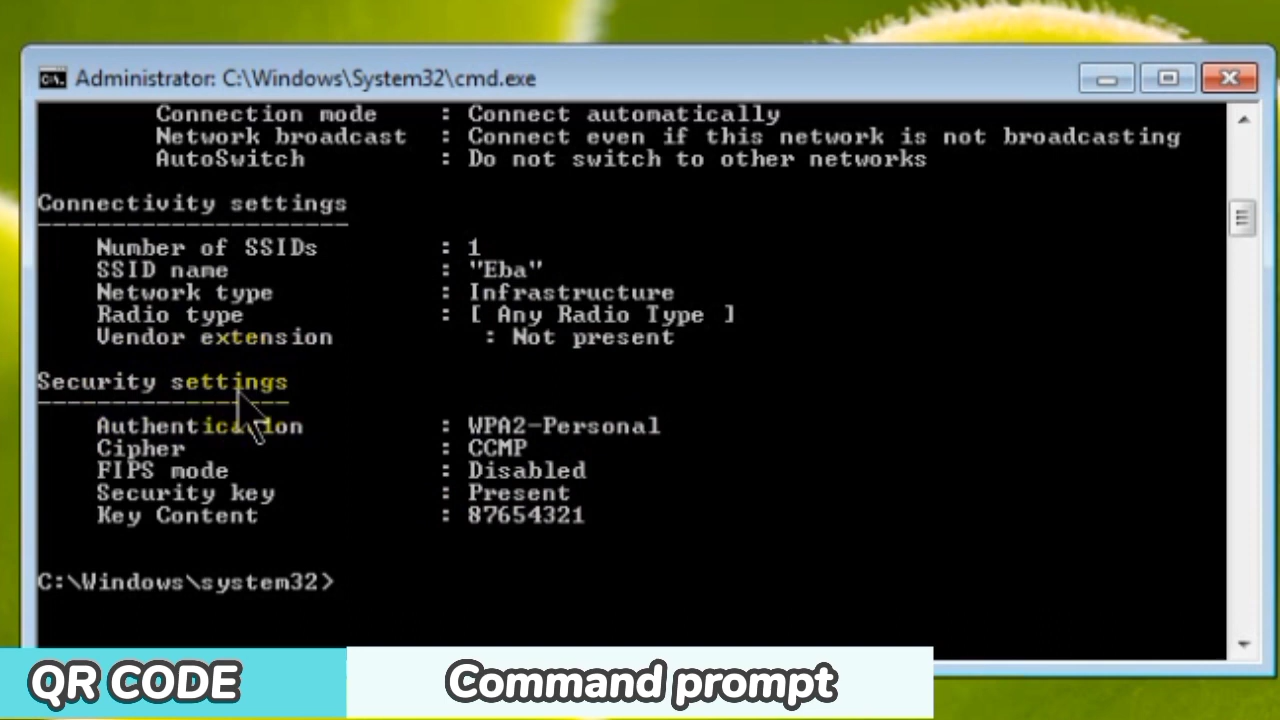 Administrator: C:\Windows\System32\cmd.exe
Connection mode : Connect automatically
Network broadcast : Connect even if this network is not broadcasting
AutoSwitch : Do not switch to other networks
Connectivity settings
---------------------
Number of SSIDs : 1
SSID name : "Eba"
Network type : Infrastructure
Radio type : [ Any Radio Type ]
Vendor extension : Not present
Security settings
-----------------
Authentication : WPA2-Personal
Cipher : CCMP
FIPS mode : Disabled
Security key : Present
Key Content : 87654321
C:\Windows\system32>
QR CODE Command prompt